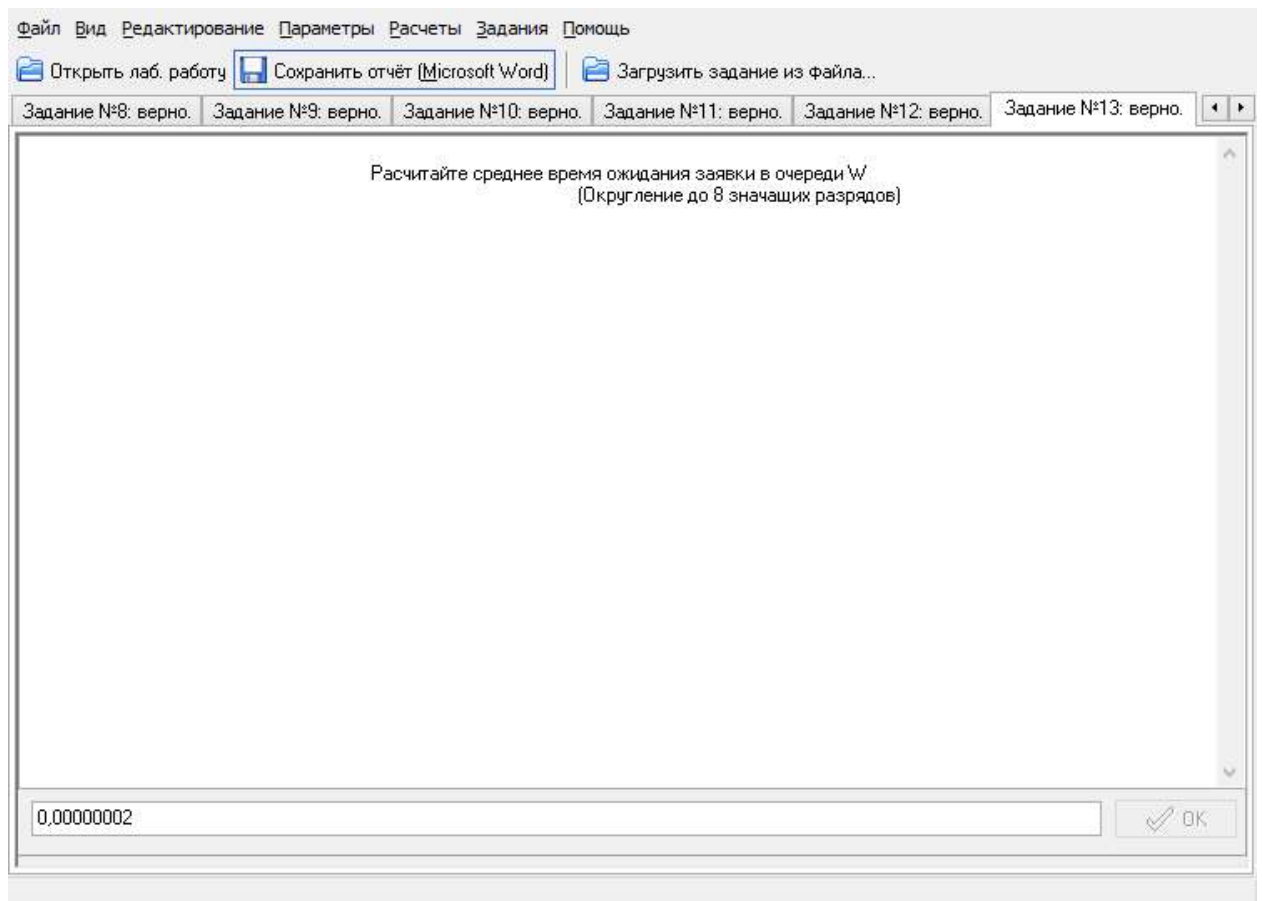 Файл Вид Редактирование Параметры Расчеты Задания Помощь
Открыть лаб. работу Сохранить отчёт (Microsoft Word) Загрузить задание из файла...
Задание №8: верно. Задание №9: верно. Задание №10: верно. Задание №11: верно. Задание №12: верно. Задание №13: верно.
Расчитайте среднее время ожидания заявки в очереди W
(Округление до 8 значащих разрядов)
0,00000002 OK